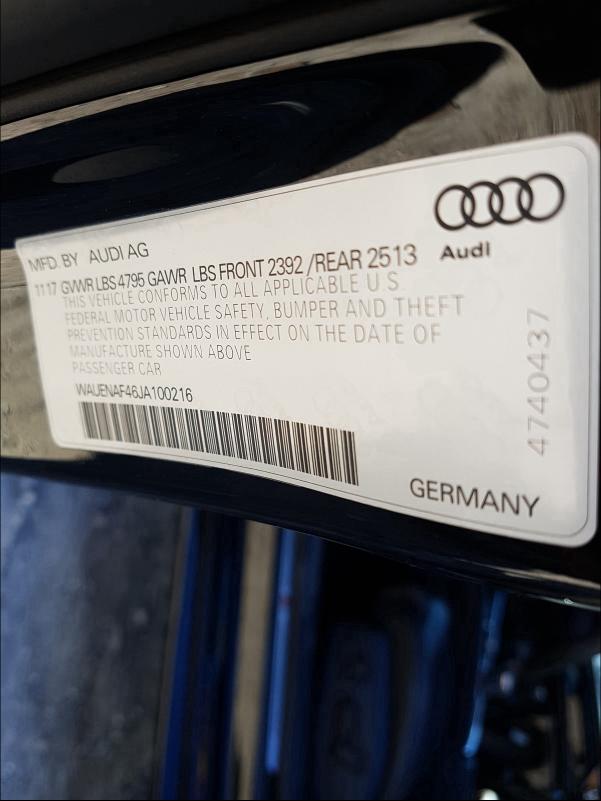 MFD. BY AUDI AG
11 17 GVWR LBS 4795 GAWR LBS FRONT 2392 /REAR 2513
THIS VEHICLE CONFORMS TO ALL APPLICABLE U S
FEDERAL MOTOR VEHICLE SAFETY, BUMPER AND THEFT
PREVENTION STANDARDS IN EFFECT ON THE DATE OF
MANUFACTURE SHOWN ABOVE
PASSENGER CAR
WAUENAF46JA100216
Audi
4740437
GERMANY